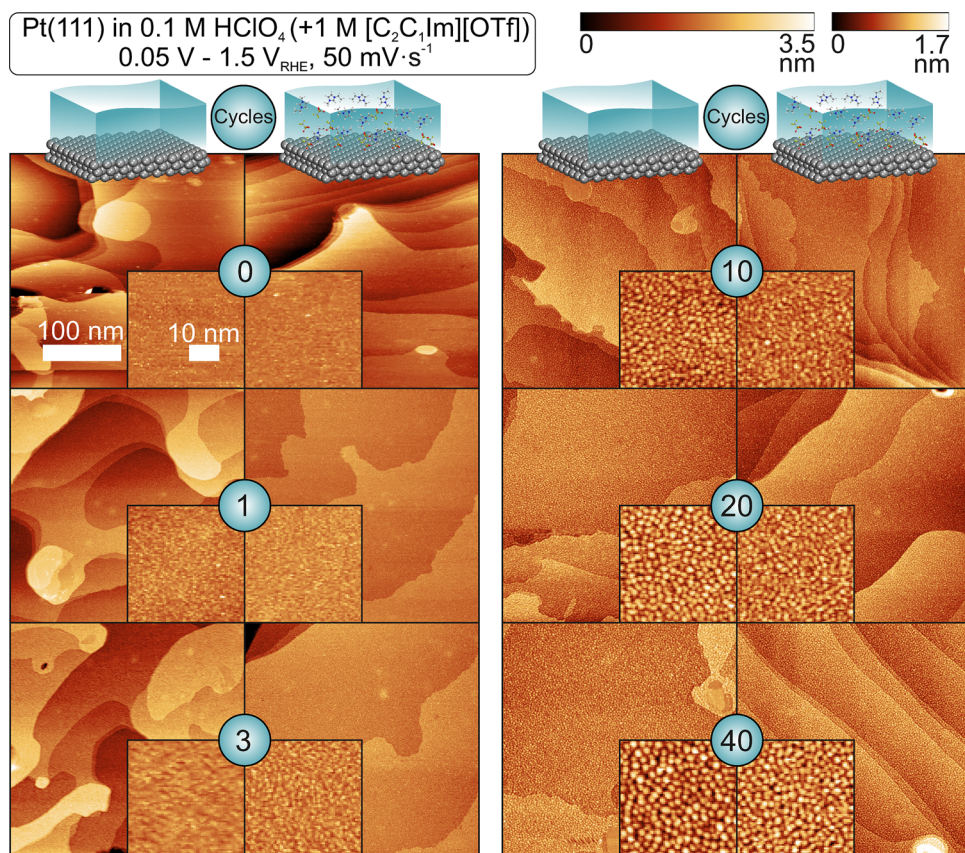 Pt(111) in 0.1 M HClO₄ (+1 M [C₂C₁Im][OTf])
0.05 V - 1.5 V_RHE, 50 mV·s⁻¹
0 3.5 nm
0 1.7 nm
Cycles
Cycles
0
100 nm
10 nm
1
3
10
20
40